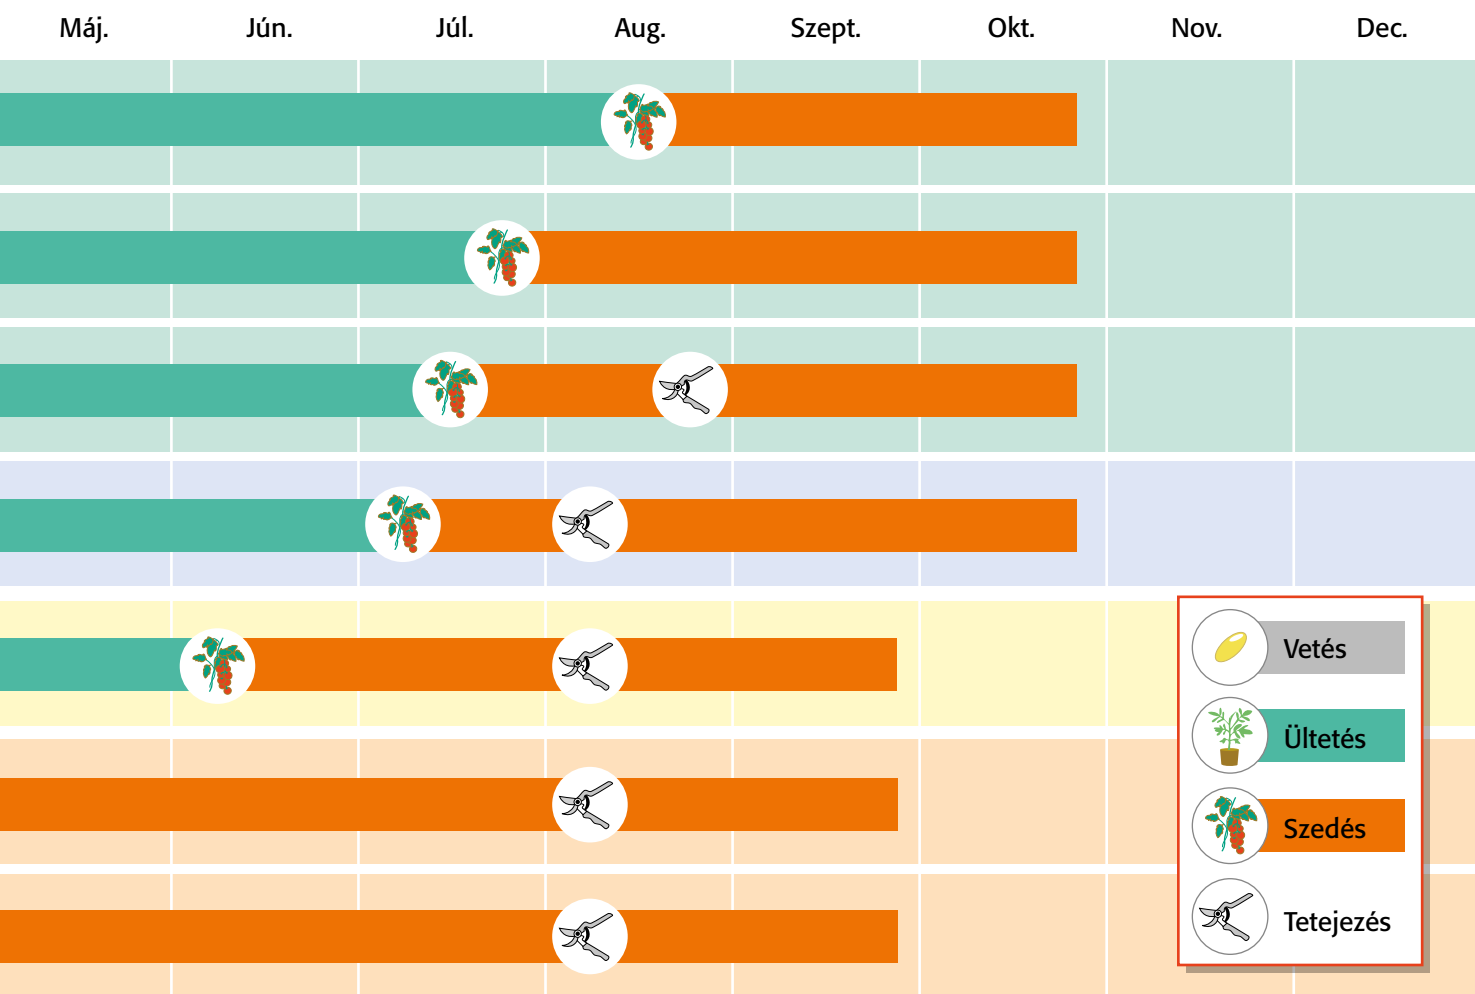 Máj. Jún. Júl. Aug. Szept. Okt. Nov. Dec.
Vetés
Ültetés
Szedés
Tetejezés